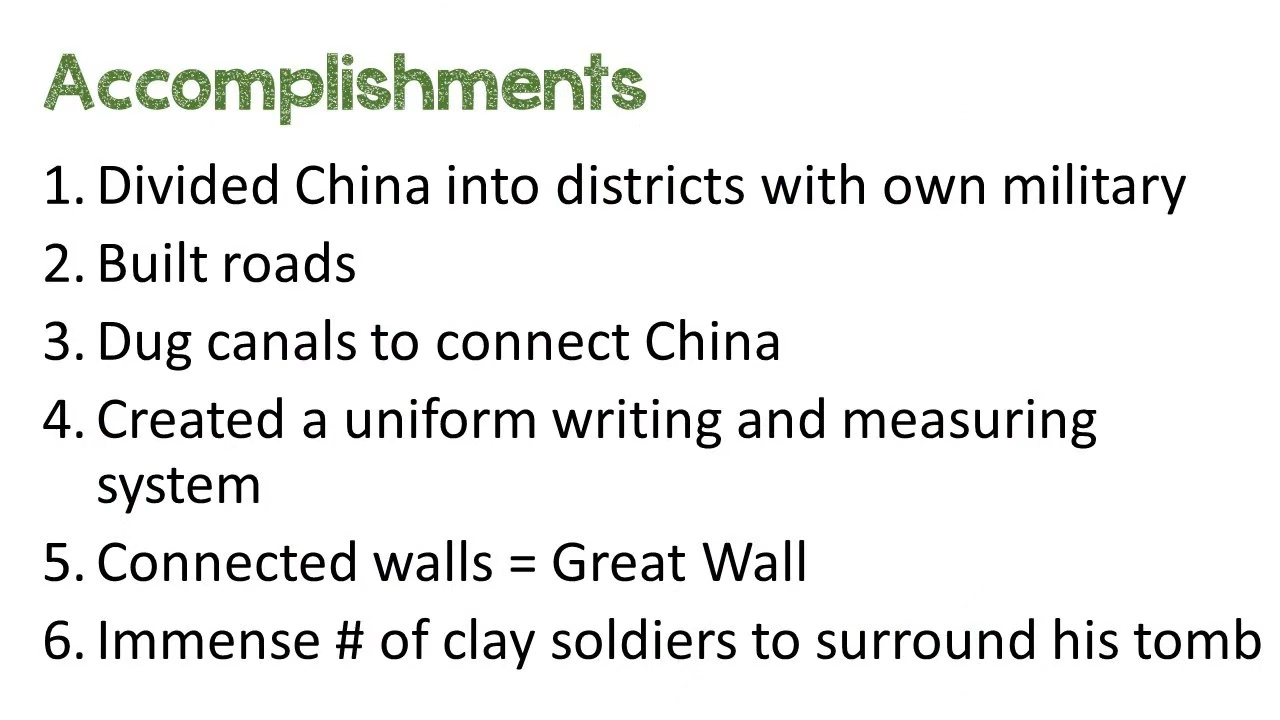 Accomplishments
1. Divided China into districts with own military
2. Built roads
3. Dug canals to connect China
4. Created a uniform writing and measuring
system
5. Connected walls = Great Wall
6. Immense # of clay soldiers to surround his tomb